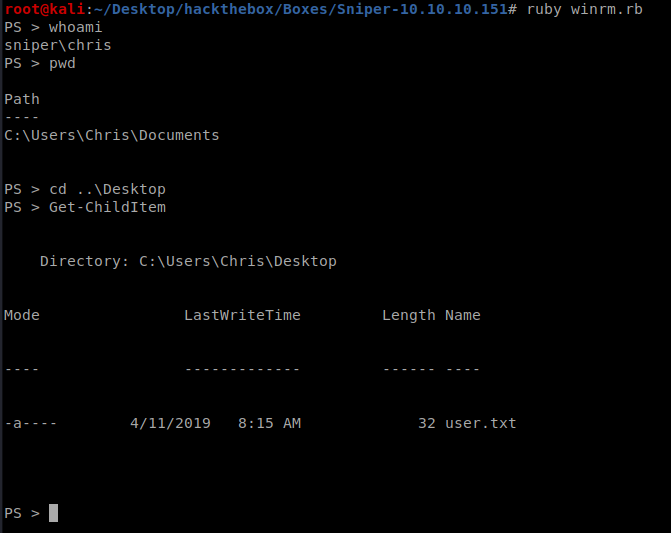 root@kali:~/Desktop/hackthebox/Boxes/Sniper-10.10.10.151# ruby winrm.rb
PS > whoami
sniper\chris
PS > pwd
Path
----
C:\Users\Chris\Documents
PS > cd ..\Desktop
PS > Get-ChildItem
    Directory: C:\Users\Chris\Desktop
Mode                LastWriteTime         Length Name
----                -------------         ------ ----
-a----        4/11/2019   8:15 AM             32 user.txt
PS >